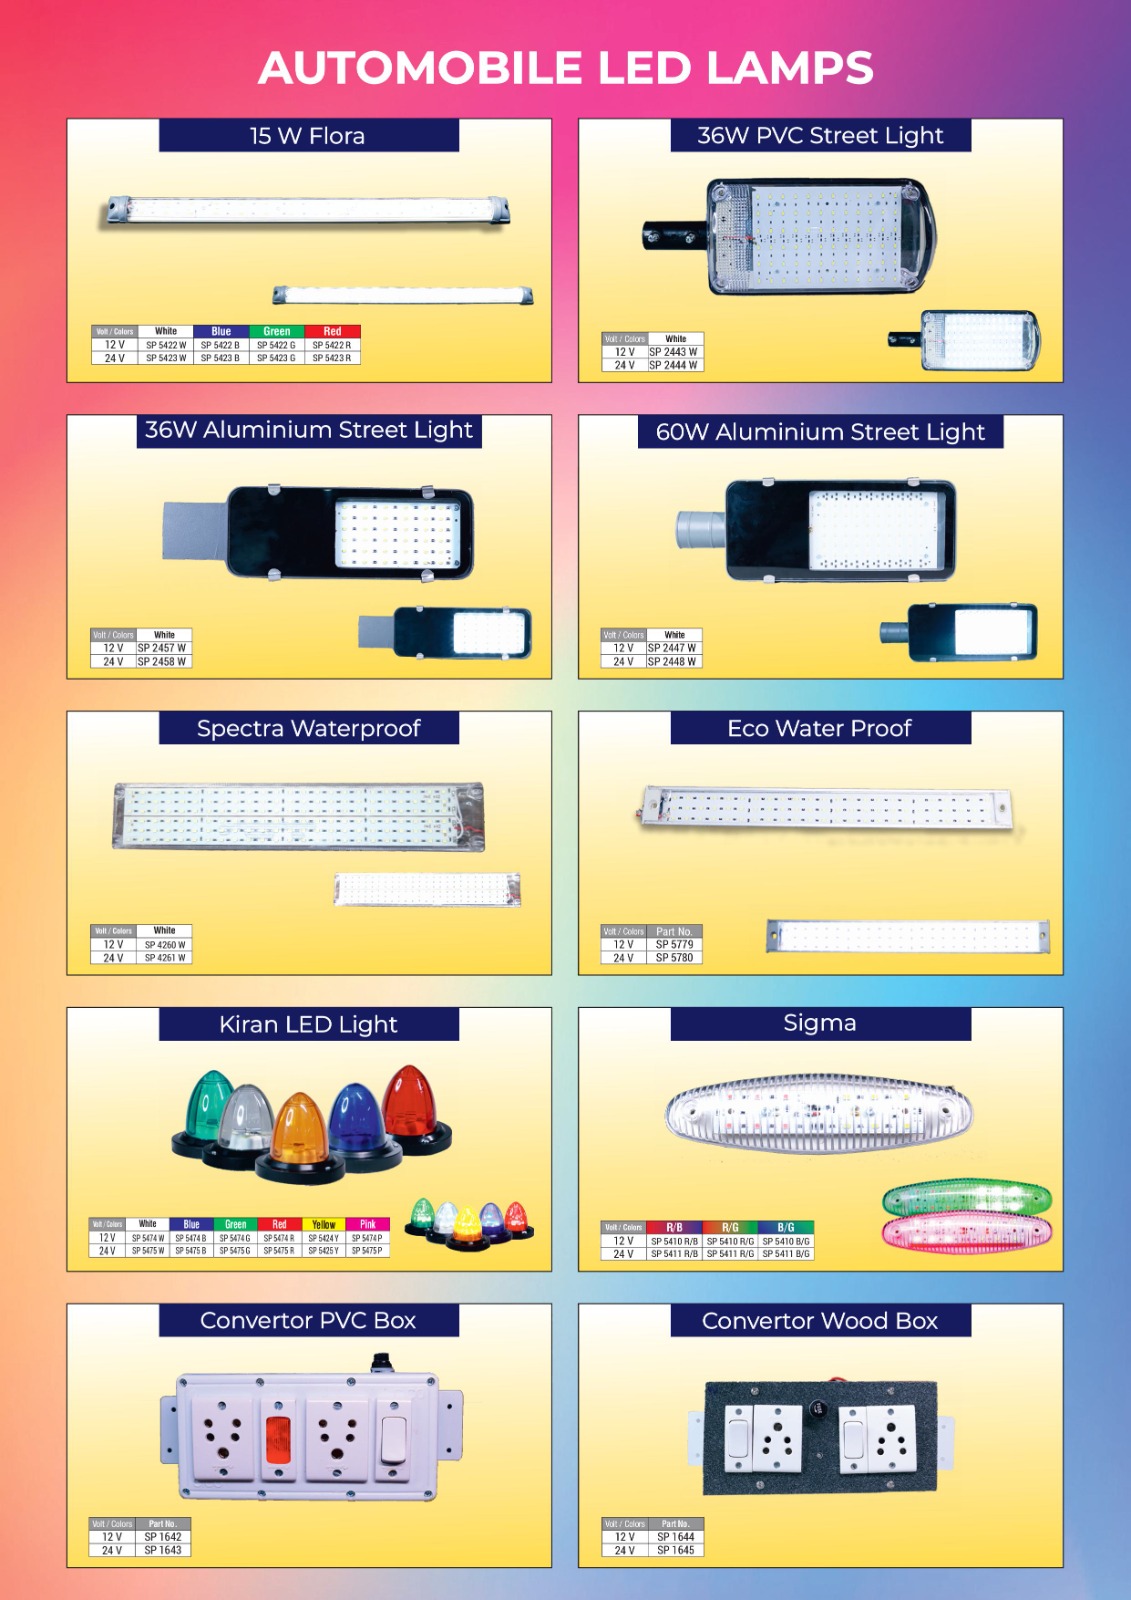 AUTOMOBILE LED LAMPS
15 W Flora
Volt / Colors White Blue Green Red
12 V SP 5422 W SP 5422 B SP 5422 G SP 5422 R
24 V SP 5423 W SP 5423 B SP 5423 G SP 5423 R
36W PVC Street Light
Volt / Colors White
12 V SP 2443 W
24 V SP 2444 W
36W Aluminium Street Light
Volt / Colors White
12 V SP 2457 W
24 V SP 2458 W
60W Aluminium Street Light
Volt / Colors White
12 V SP 2447 W
24 V SP 2448 W
Spectra Waterproof
Volt / Colors White
12 V SP 4260 W
24 V SP 4261 W
Eco Water Proof
Volt / Colors Part No.
12 V SP 5779
24 V SP 5780
Kiran LED Light
Volt / Colors White Blue Green Red Yellow Pink
12 V SP 5474 W SP 5474 B SP 5474 G SP 5474 R SP 5424 Y SP 5474 P
24 V SP 5475 W SP 5475 B SP 5475 G SP 5475 R SP 5425 Y SP 5475 P
Sigma
Volt / Colors R/B R/G B/G
12 V SP 5410 R/B SP 5410 R/G SP 5410 B/G
24 V SP 5411 R/B SP 5411 R/G SP 5411 B/G
Convertor PVC Box
Volt / Colors Part No.
12 V SP 1642
24 V SP 1643
Convertor Wood Box
Volt / Colors Part No.
12 V SP 1644
24 V SP 1645